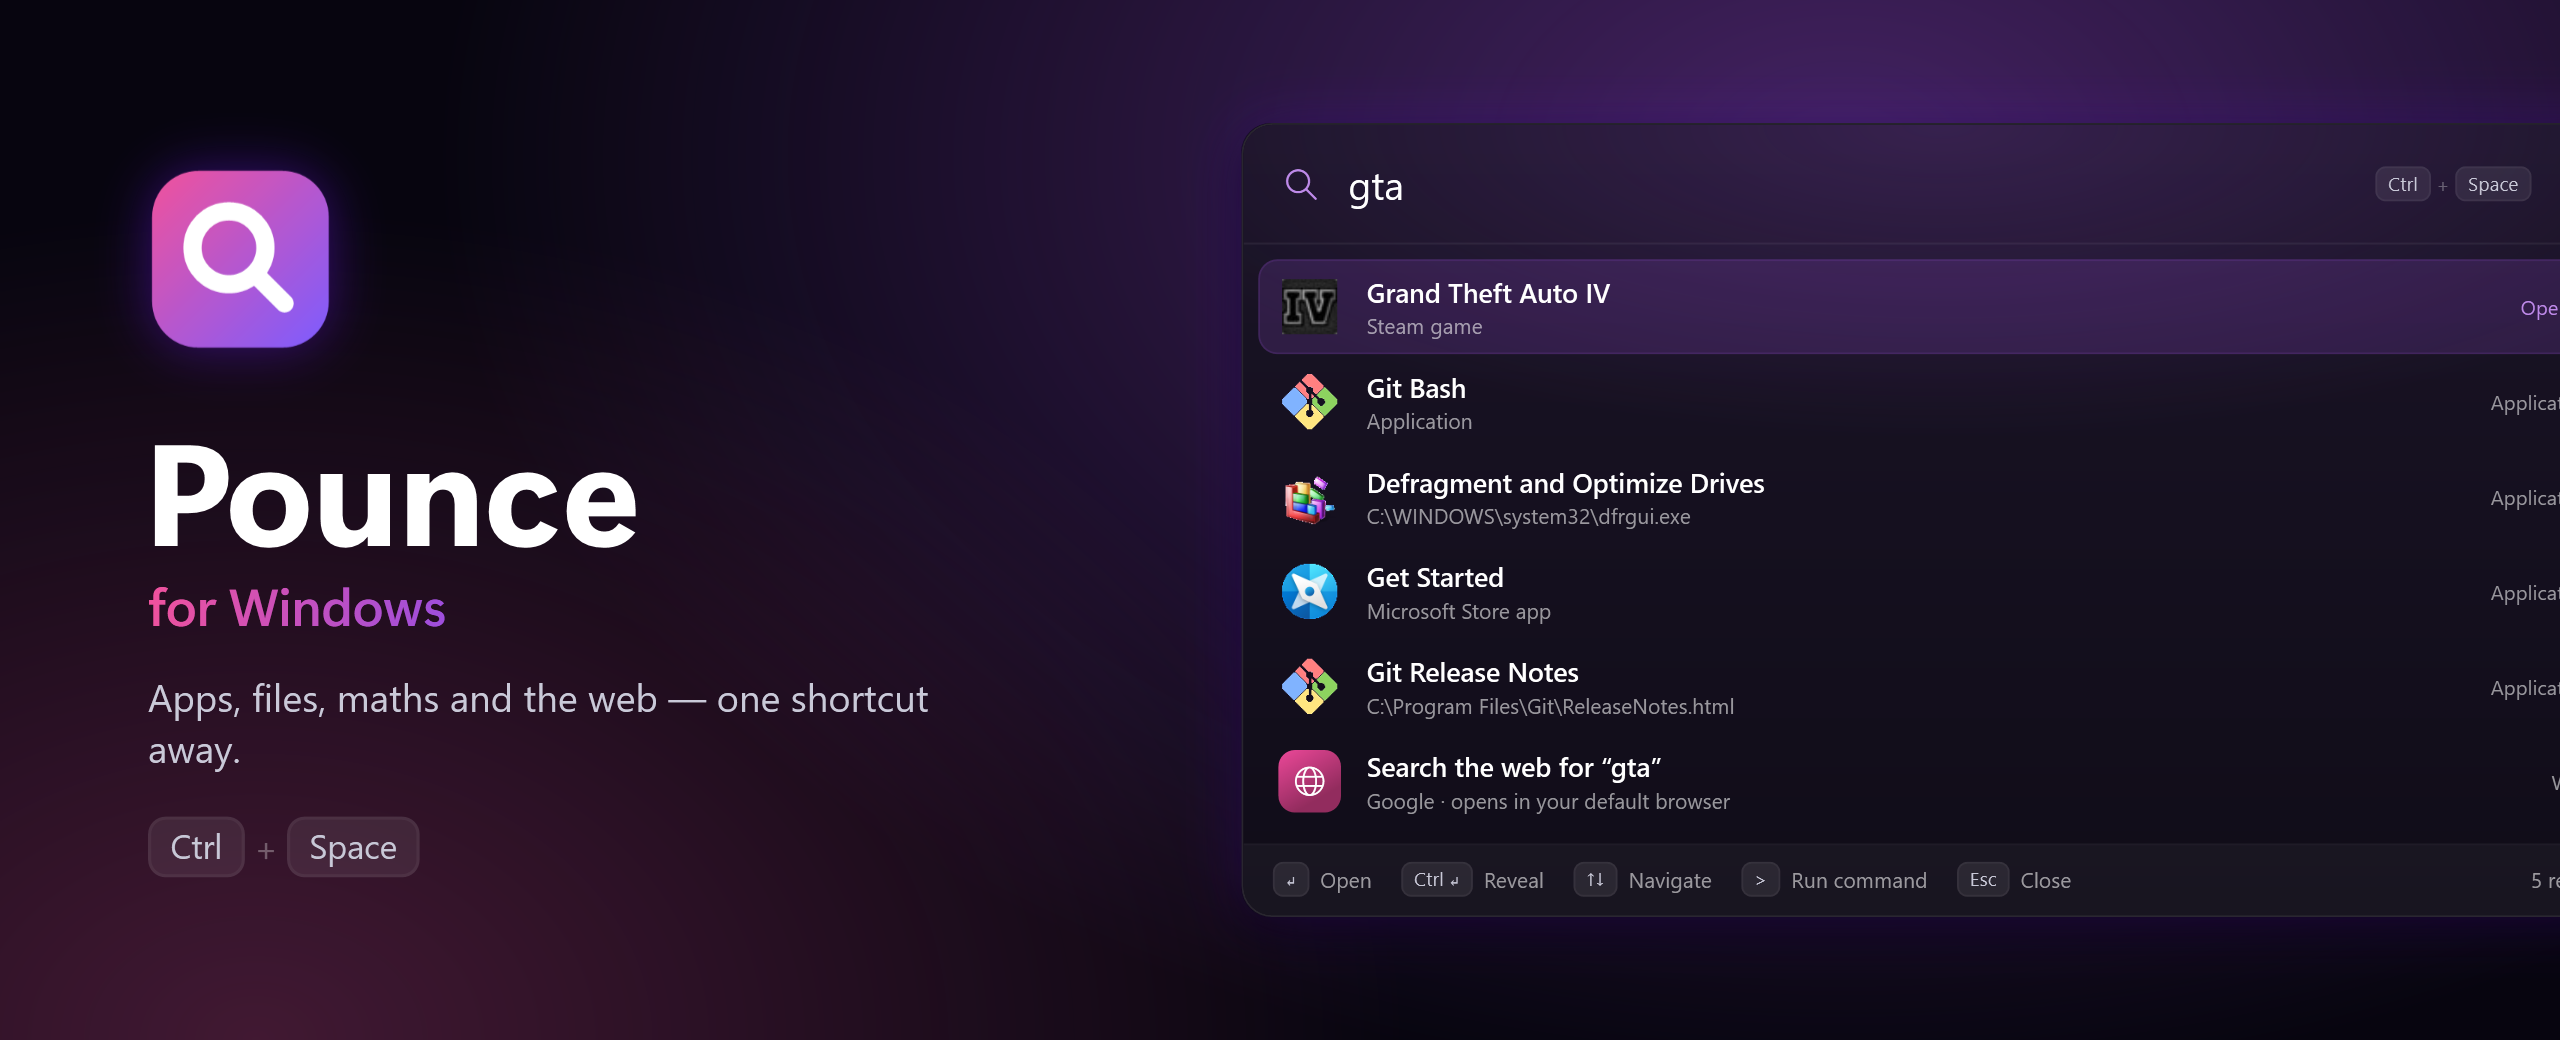 Pounce
for Windows
Apps, files, maths and the web — one shortcut
away.
Ctrl + Space
gta
Ctrl + Space
IV
Grand Theft Auto IV
Steam game
Git Bash
Application
Defragment and Optimize Drives
C:\WINDOWS\system32\dfrgui.exe
Get Started
Microsoft Store app
Git Release Notes
C:\Program Files\Git\ReleaseNotes.html
Search the web for “gta”
Google · opens in your default browser
↵ Open Ctrl ↵ Reveal ↑↓ Navigate > Run command Esc Close 5